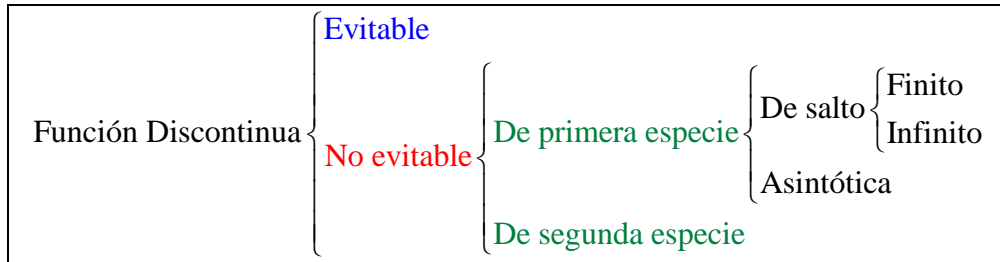 Evitable
Función Discontinua
No evitable
De primera especie
De salto
Finito
Infinito
Asintótica
De segunda especie